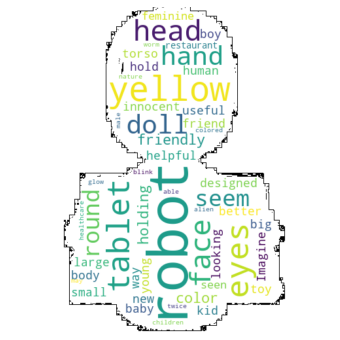 feminine
head
boy
worn
restaurant
torso
hand
hold
human
yellow
innocent
useful
doll
friend
male
colored
nature
friendly
helpful
blink
glow
able
designed
tablet
holding
robot
seem
alien
better
healthcare
round
face
looking
eyes
big
Imagine
large
body
way
young
seen
toy
small
new
color
baby
kid
twice
children